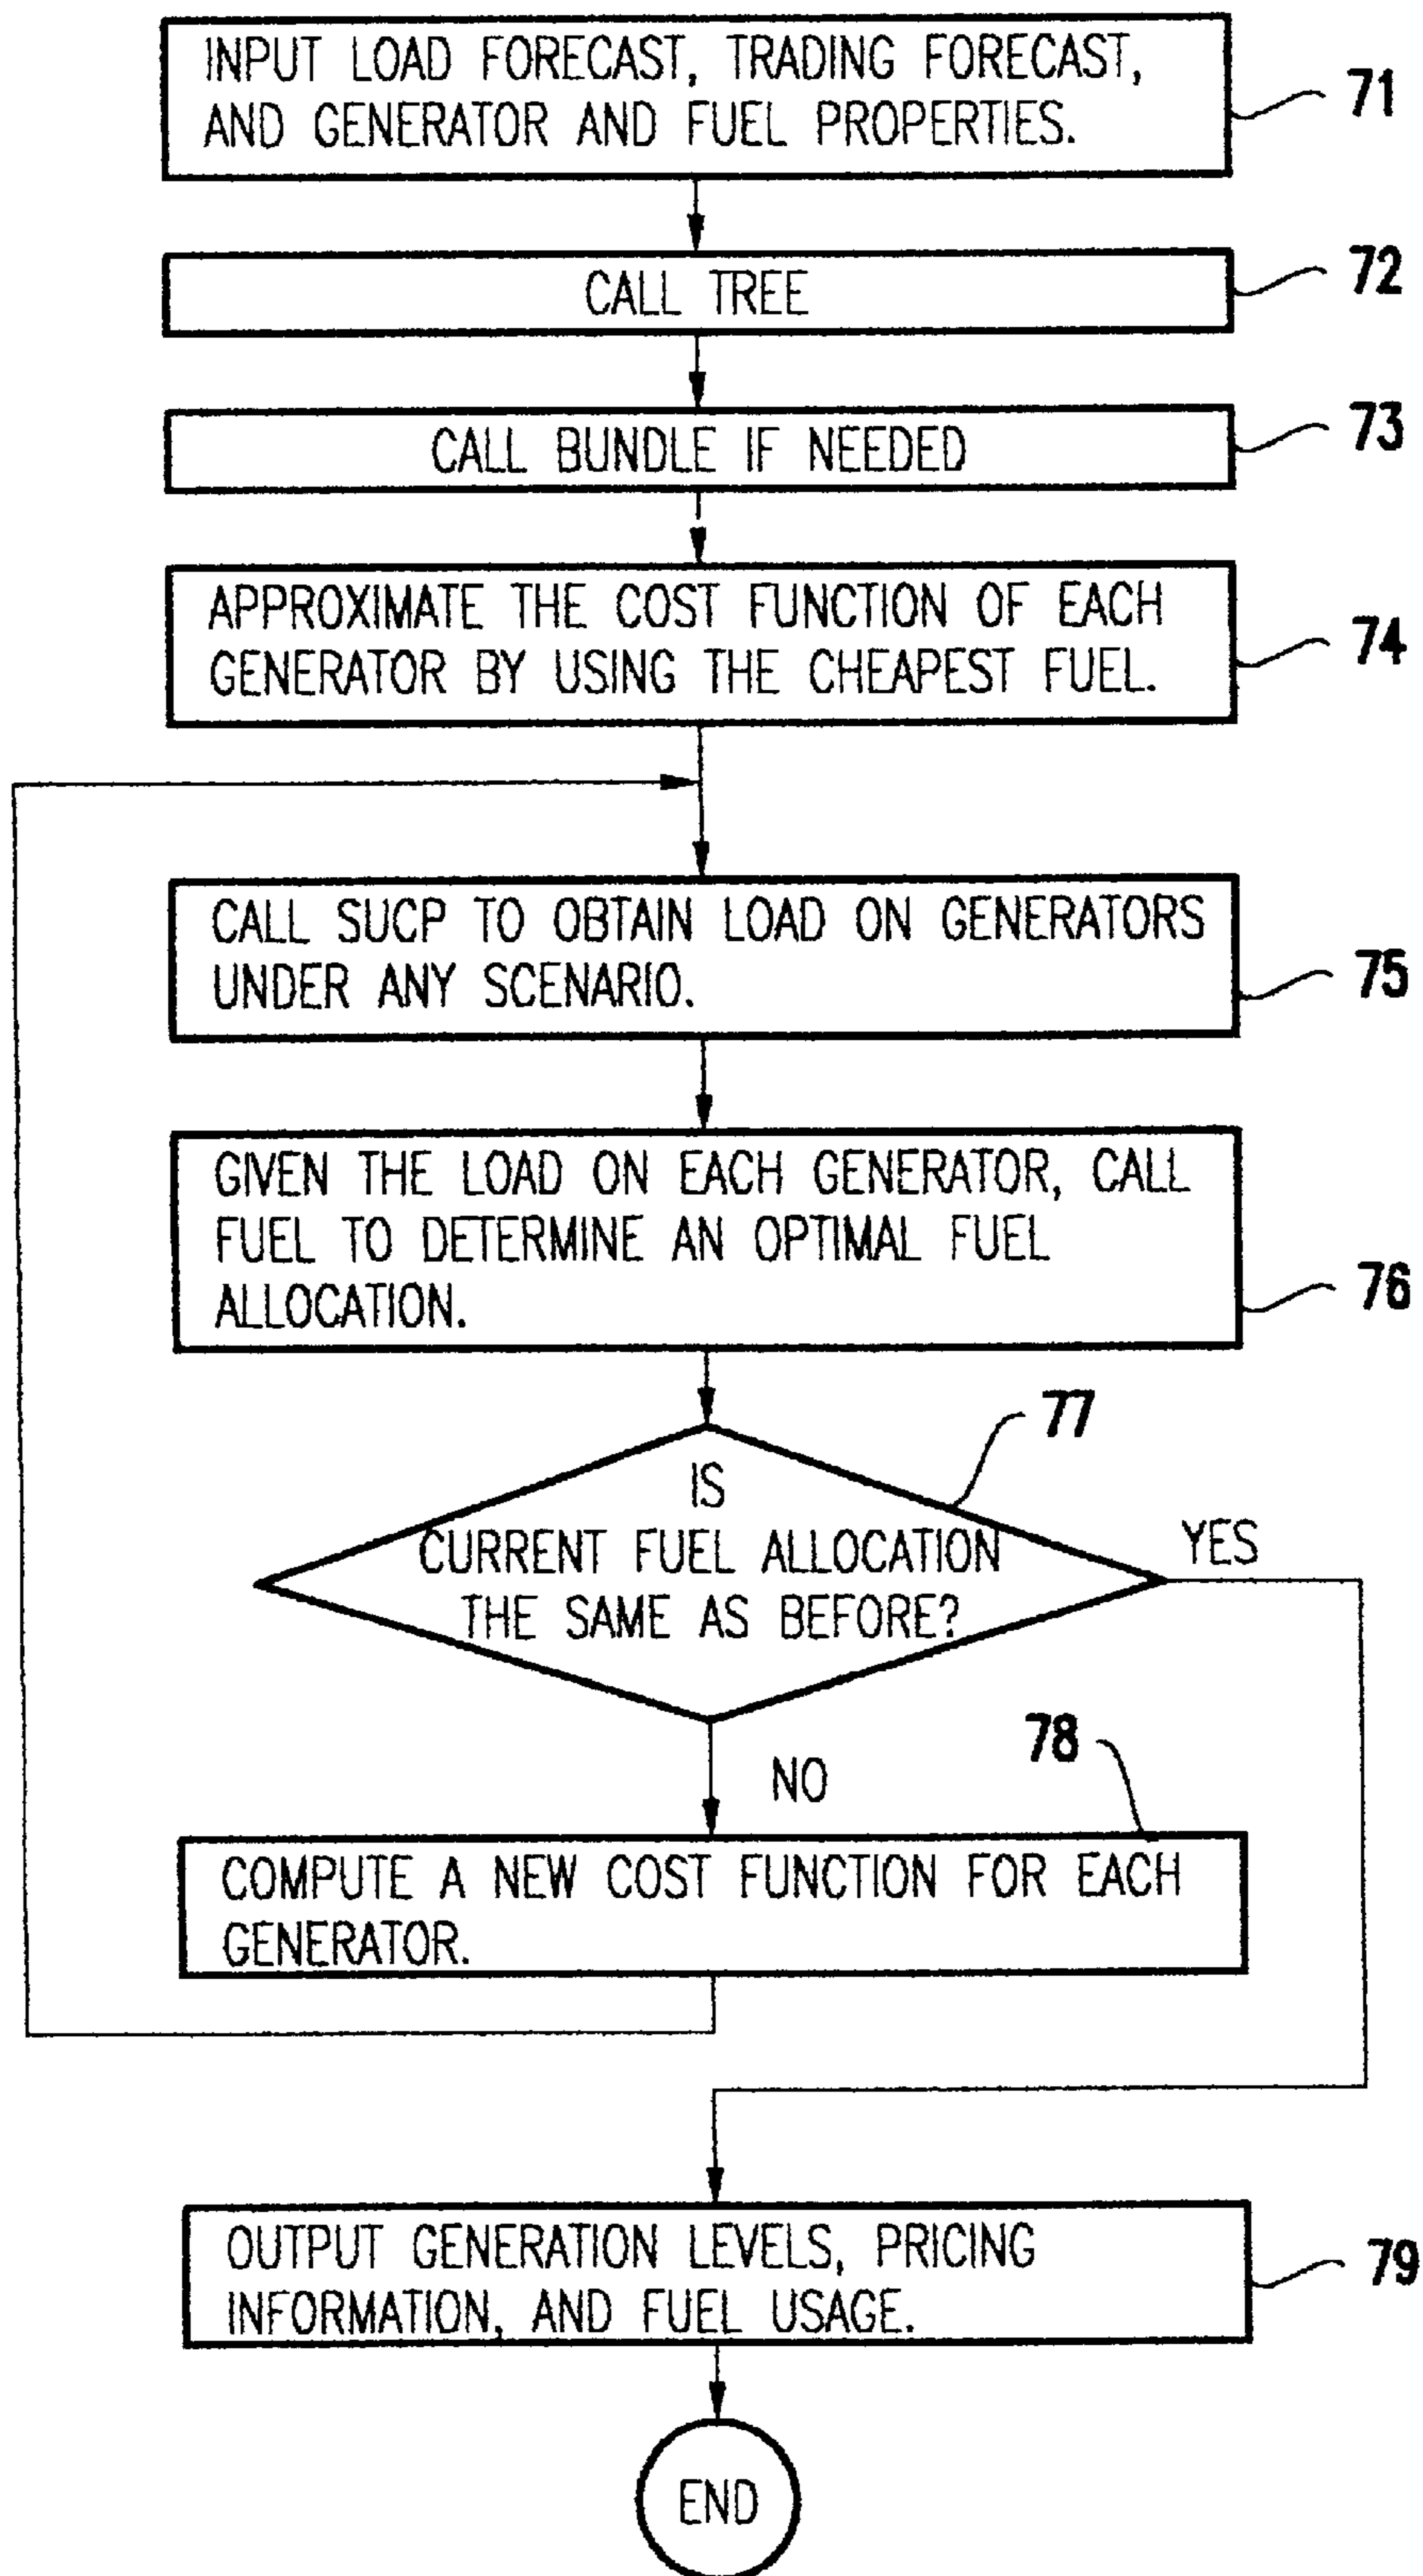 INPUT LOAD FORECAST, TRADING FORECAST,
AND GENERATOR AND FUEL PROPERTIES.
71
CALL TREE
72
CALL BUNDLE IF NEEDED
73
APPROXIMATE THE COST FUNCTION OF EACH
GENERATOR BY USING THE CHEAPEST FUEL.
74
CALL SUCP TO OBTAIN LOAD ON GENERATORS
UNDER ANY SCENARIO.
75
GIVEN THE LOAD ON EACH GENERATOR, CALL
FUEL TO DETERMINE AN OPTIMAL FUEL
ALLOCATION.
76
77
IS
CURRENT FUEL ALLOCATION
THE SAME AS BEFORE?
YES
NO
78
COMPUTE A NEW COST FUNCTION FOR EACH
GENERATOR.
OUTPUT GENERATION LEVELS, PRICING
INFORMATION, AND FUEL USAGE.
79
END